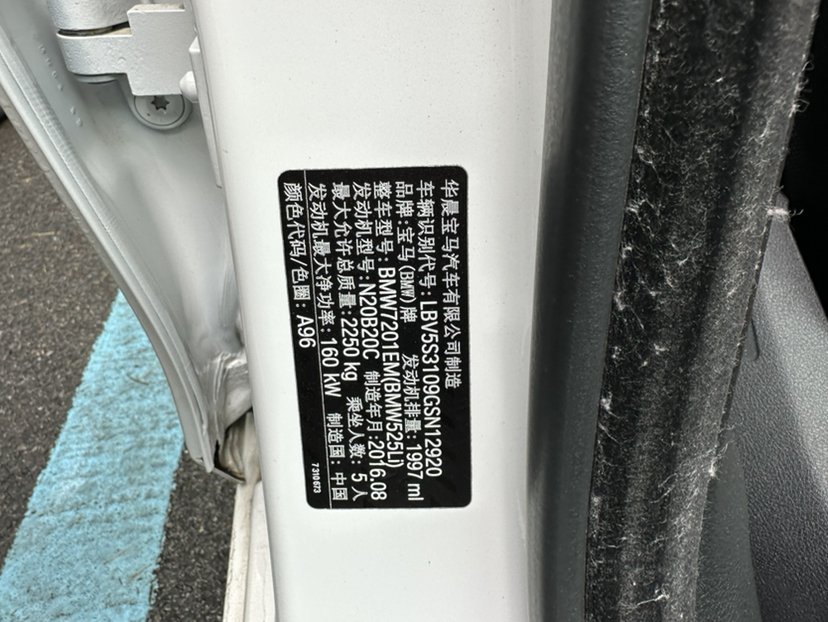 华晨宝马汽车有限公司制造
车辆识别代号:LBV5S3109GSN12920
品牌:宝马(BMW)牌 发动机排量:1997 ml
整车型号:BMW7201EM(BMW525Li)
发动机型号:N20B20C 制造年月:2016.08
最大允许总质量:2250 kg 乘坐人数:5人
发动机最大净功率:160 kW 制造国:中国
颜色代码/色圈:A96 7310673